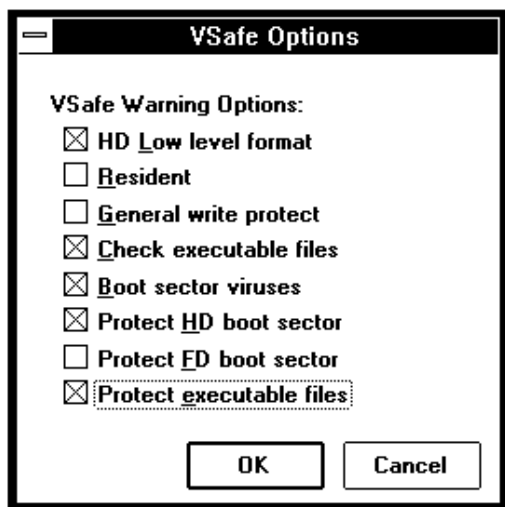 VSafe Options
VSafe Warning Options:
HD Low level format
Resident
General write protect
Check executable files
Boot sector viruses
Protect HD boot sector
Protect FD boot sector
Protect executable files
OK
Cancel